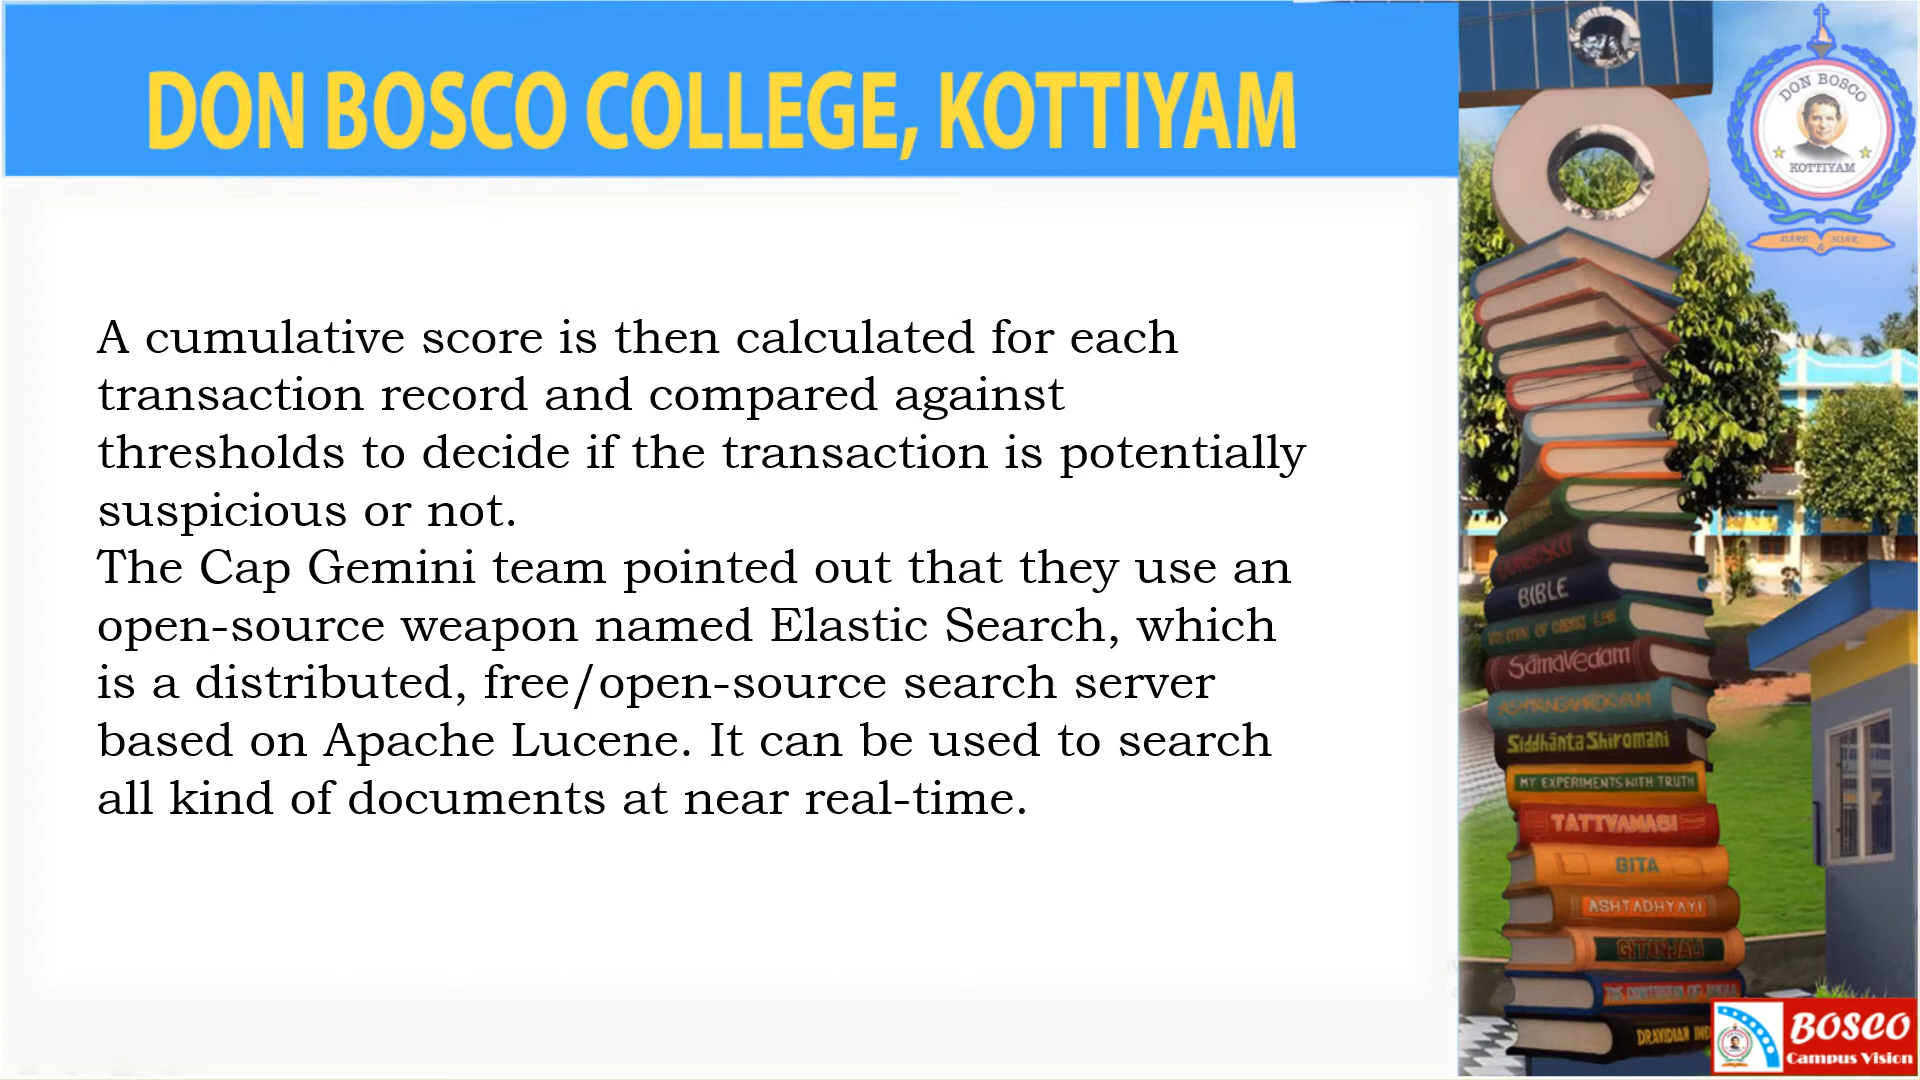 DON BOSCO COLLEGE, KOTTIYAM
DON BOSCO
KOTTIYAM
DARE & SOAR
A cumulative score is then calculated for each
transaction record and compared against
thresholds to decide if the transaction is potentially
suspicious or not.
The Cap Gemini team pointed out that they use an
open-source weapon named Elastic Search, which
is a distributed, free/open-source search server
based on Apache Lucene. It can be used to search
all kind of documents at near real-time.
BIBLE
Sāmavedam
Siddhānta Shiromani
MY EXPERIMENTS WITH TRUTH
GITA
ASHTADHYAYI
GITANJALI
DRAVIDIAN
BOSCO
Campus Vision